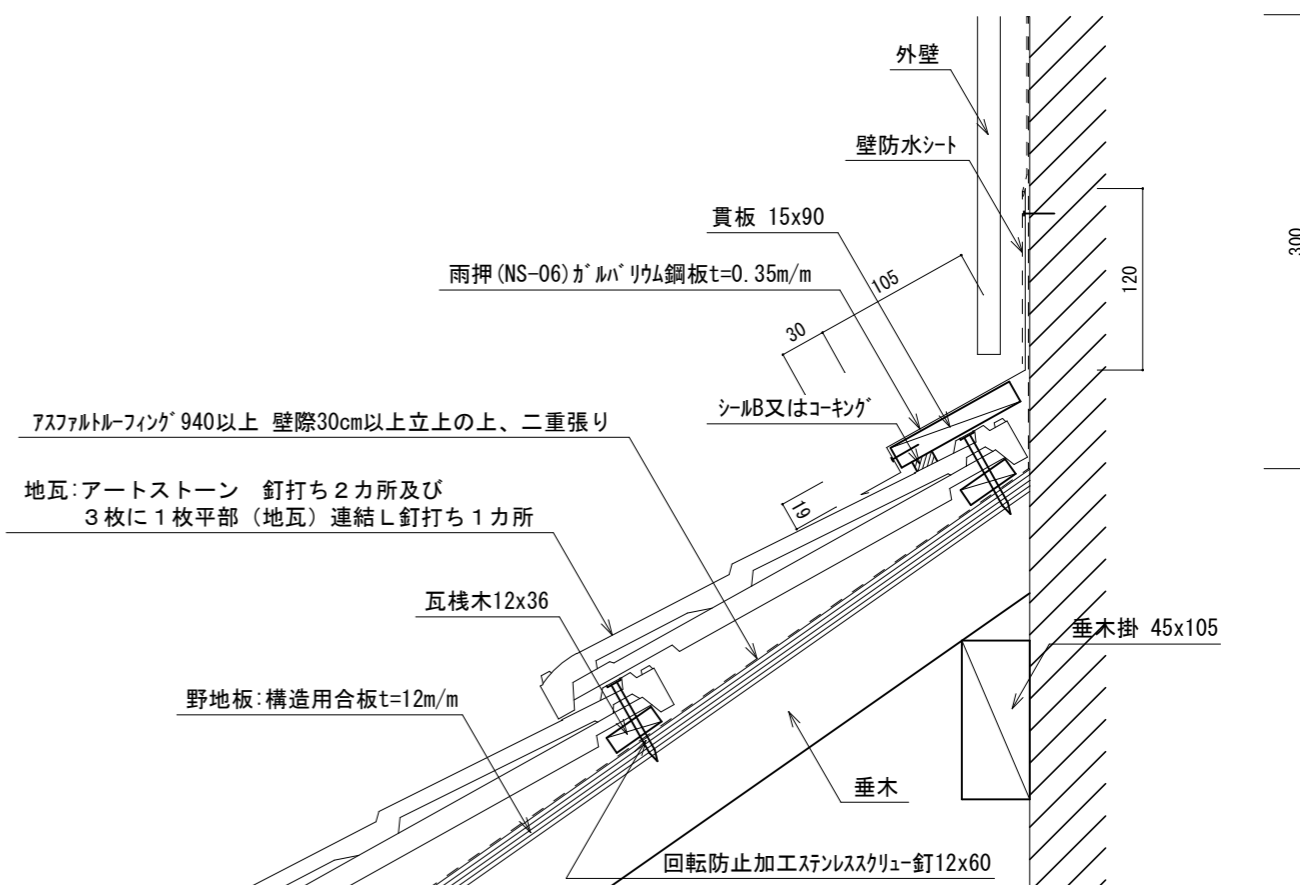 外壁
壁防水ｼｰﾄ
貫板 15x90
雨押(NS-06)ｶﾞﾙﾊﾞﾘｳﾑ鋼板t=0.35m/m
105
30
120
300
ｼｰﾙB又はｺｰｷﾝｸﾞ
ｱｽﾌｧﾙﾄﾙｰﾌｨﾝｸﾞ940以上 壁際30cm以上立上の上、二重張り
地瓦:アートストーン　釘打ち２カ所及び
３枚に１枚平部（地瓦）連結Ｌ釘打ち１カ所
19
瓦桟木12x36
垂木掛 45x105
野地板:構造用合板t=12m/m
垂木
回転防止加工ｽﾃﾝﾚｽｽｸﾘｭｰ釘12x60